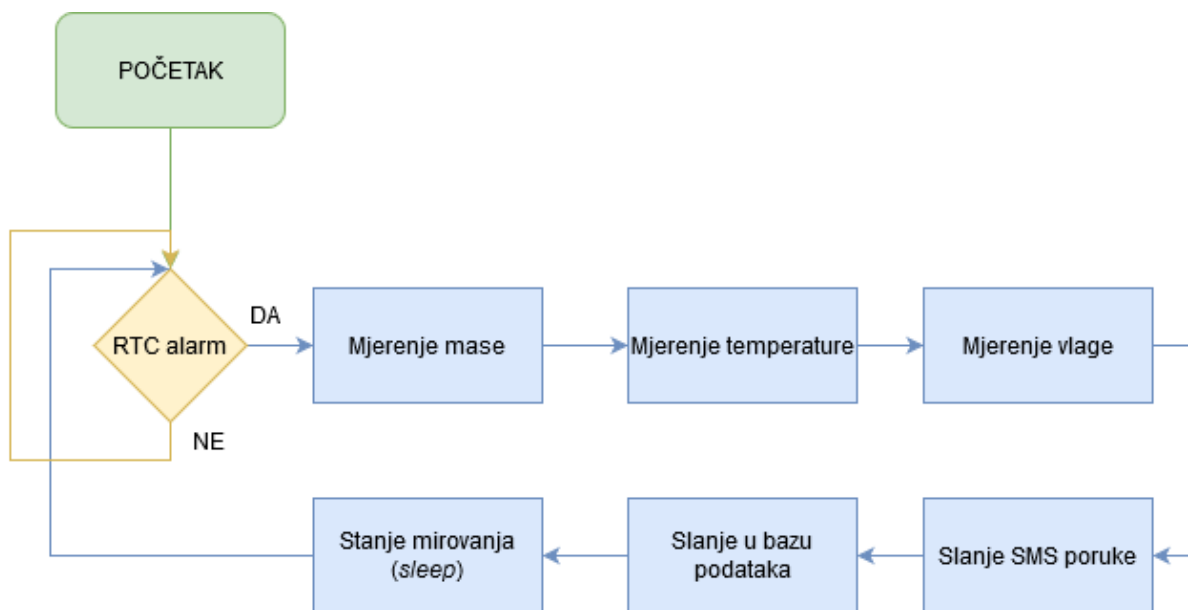 POČETAK
RTC alarm
DA
NE
Mjerenje mase
Mjerenje temperature
Mjerenje vlage
Slanje SMS poruke
Slanje u bazu
podataka
Stanje mirovanja
(sleep)